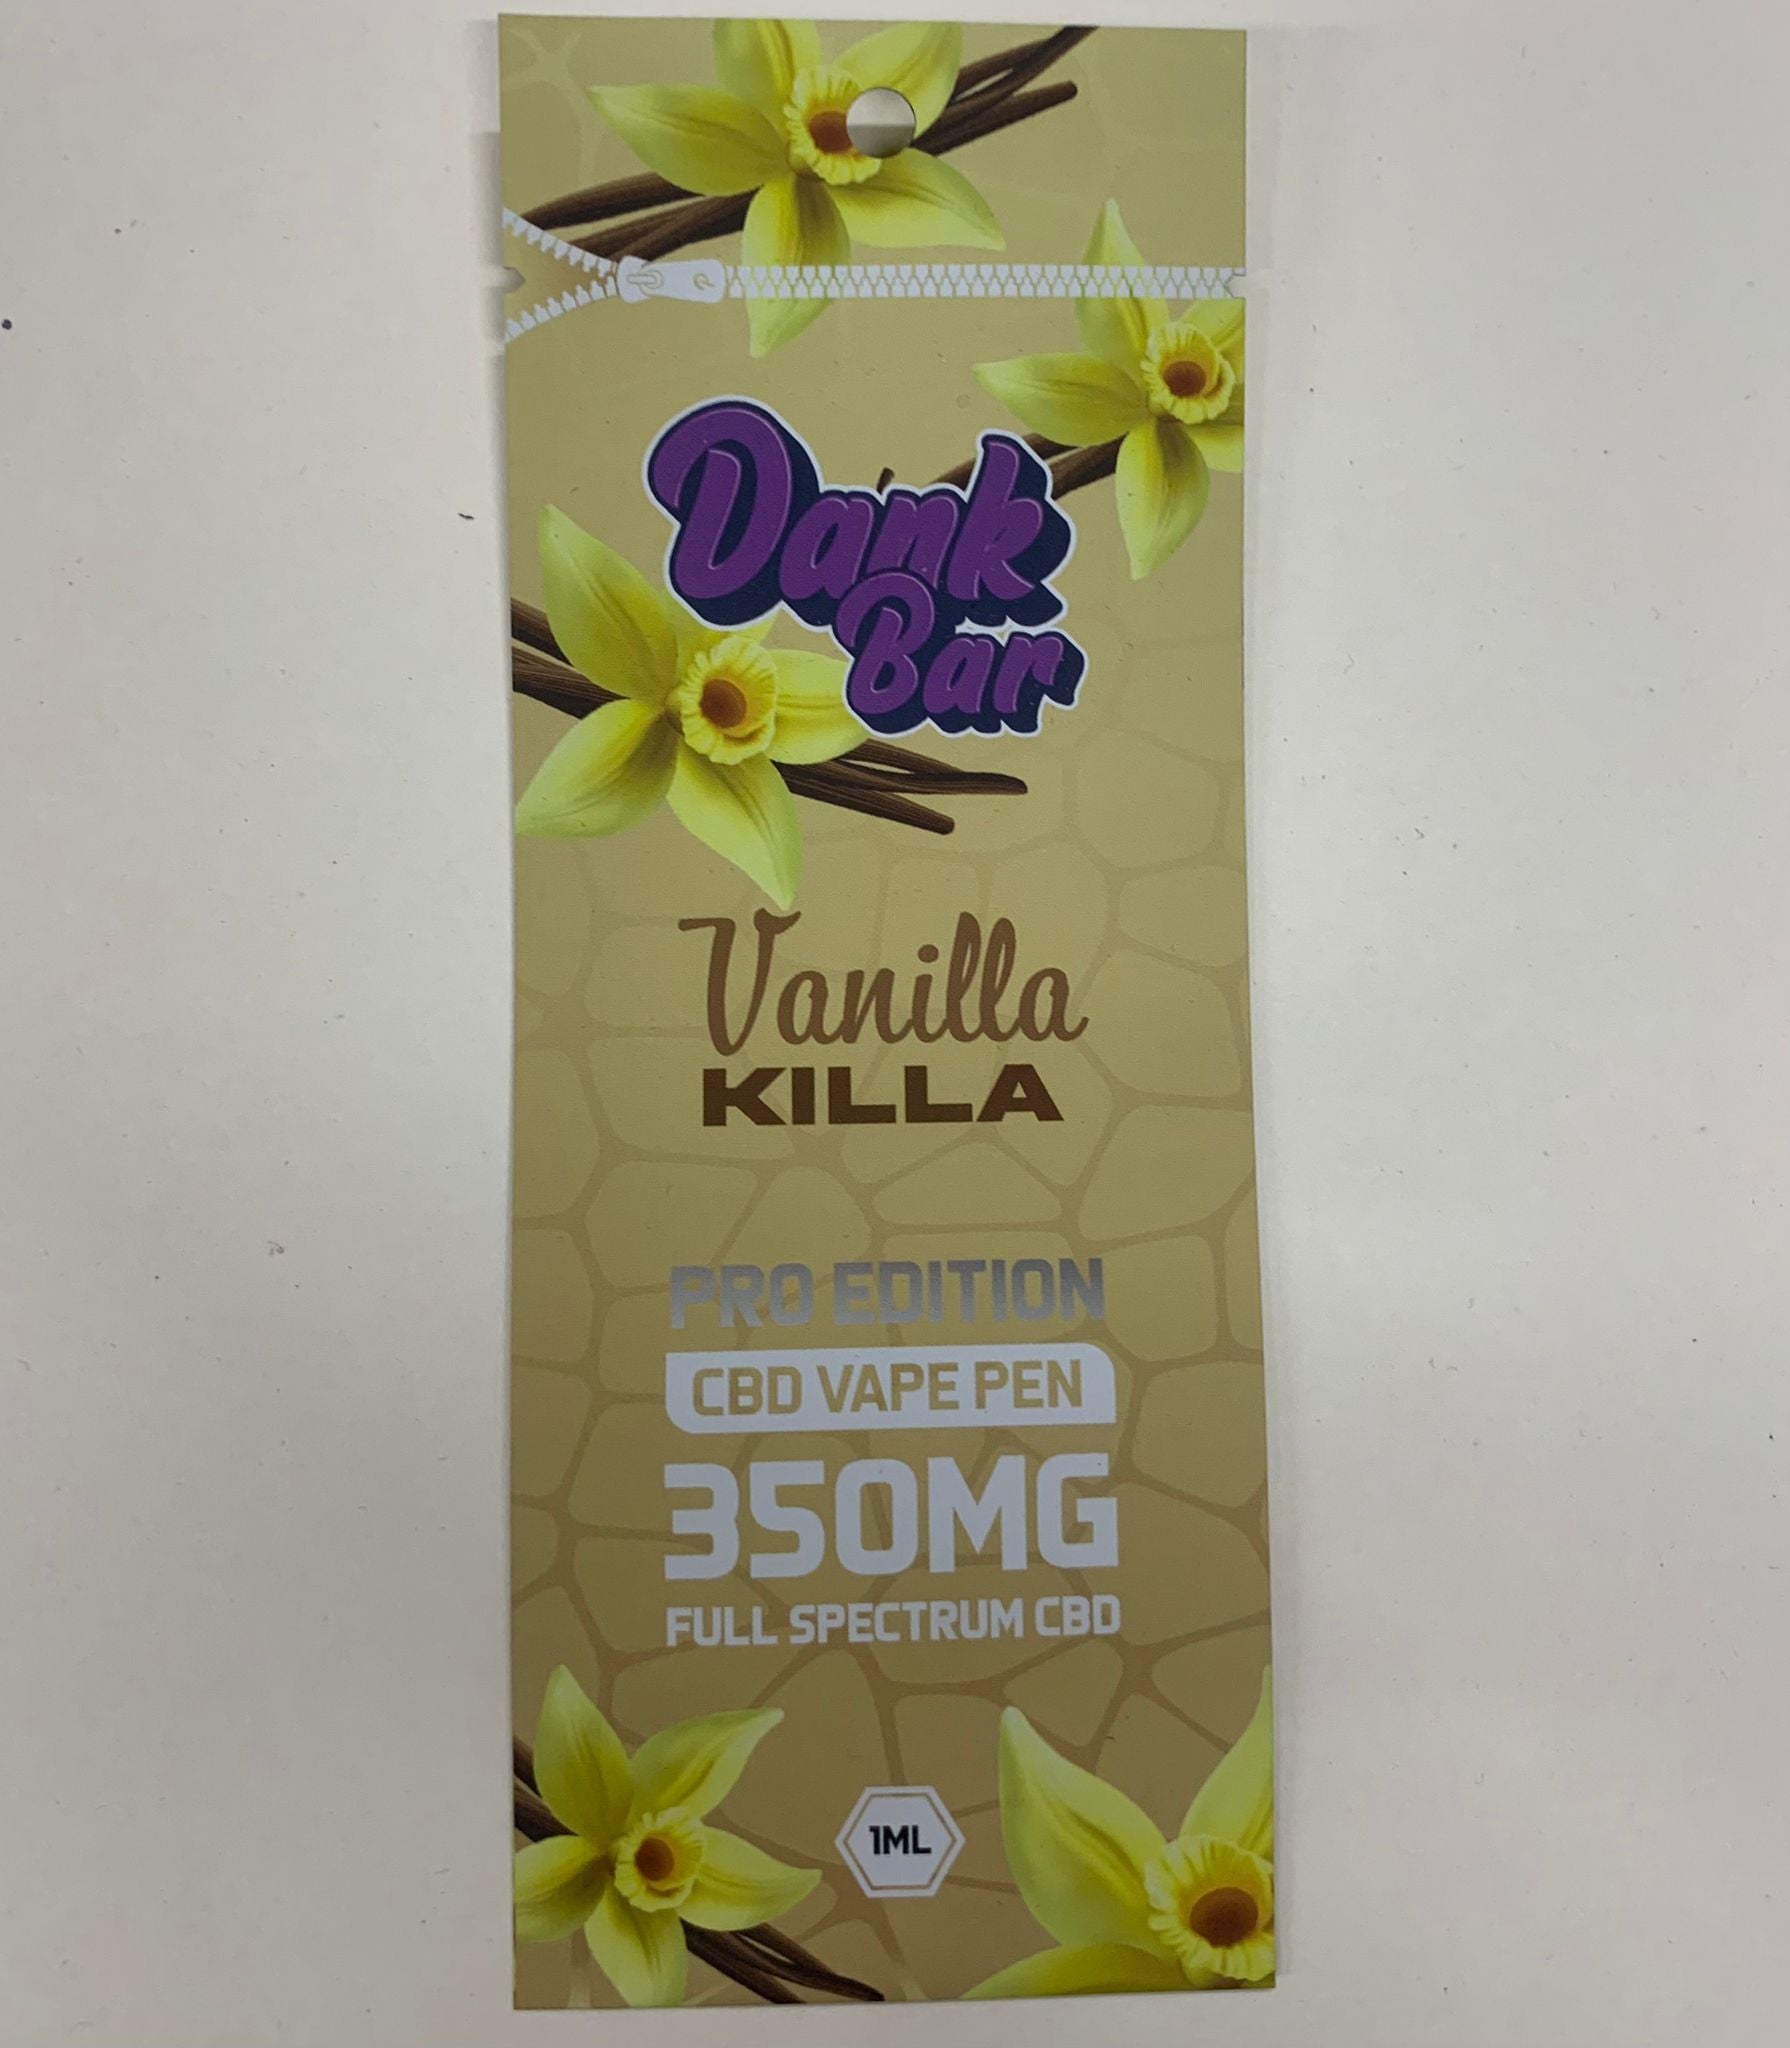 Dank
Bar
Vanilla
KILLA
PRO EDITION
CBD VAPE PEN
350MG
FULL SPECTRUM CBD
1ML